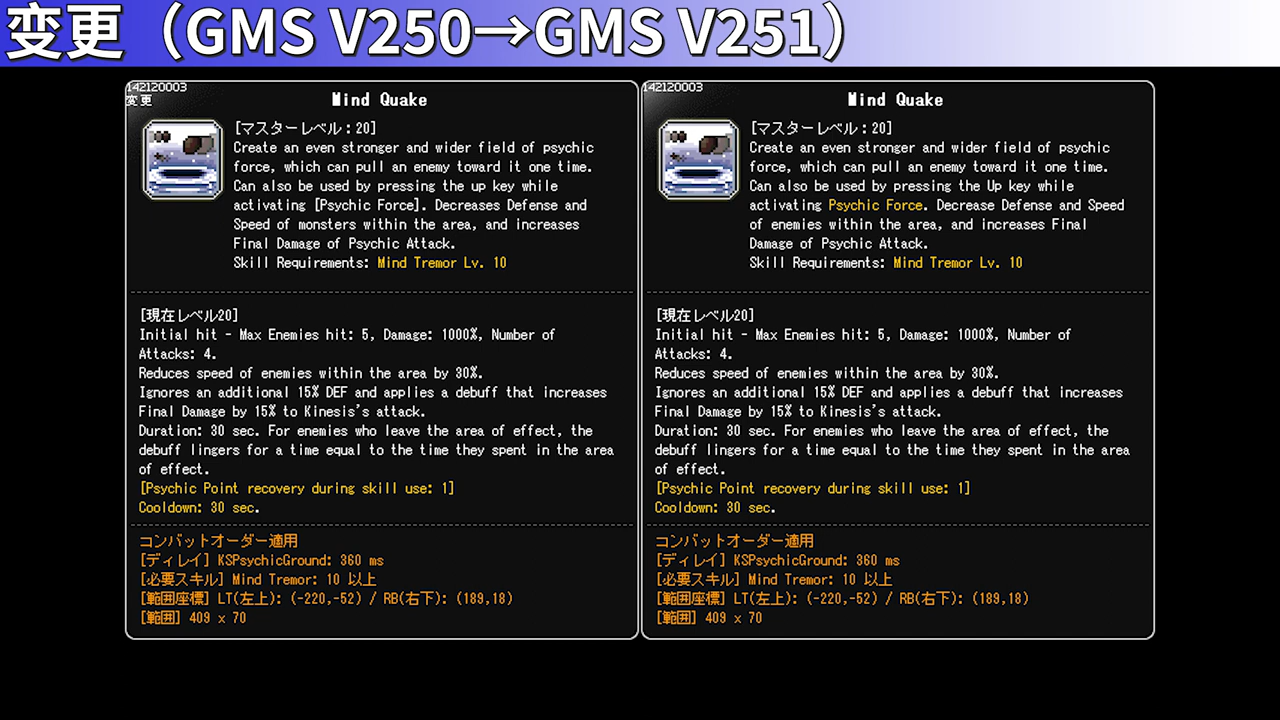 変更（GMS V250→GMS V251）
142120003
変更
Mind Quake
[マスターレベル：20]
Create an even stronger and wider field of psychic
force, which can pull an enemy toward it one time.
Can also be used by pressing the up key while
activating [Psychic Force]. Decreases Defense and
Speed of monsters within the area, and increases
Final Damage of Psychic Attack.
Skill Requirements: Mind Tremor Lv. 10
[現在レベル20]
Initial hit - Max Enemies hit: 5, Damage: 1000%, Number of
Attacks: 4.
Reduces speed of enemies within the area by 30%.
Ignores an additional 15% DEF and applies a debuff that increases
Final Damage by 15% to Kinesis's attack.
Duration: 30 sec. For enemies who leave the area of effect, the
debuff lingers for a time equal to the time they spent in the area
of effect.
[Psychic Point recovery during skill use: 1]
Cooldown: 30 sec.
コンバットオーダー適用
[ディレイ] KSPsychicGround: 360 ms
[必要スキル] Mind Tremor: 10 以上
[範囲座標] LT(左上): (-220,-52) / RB(右下): (189,18)
[範囲] 409 x 70
142120003
Mind Quake
[マスターレベル：20]
Create an even stronger and wider field of psychic
force, which can pull an enemy toward it one time.
Can also be used by pressing the Up key while
activating Psychic Force. Decrease Defense and Speed
of enemies within the area, and increases Final
Damage of Psychic Attack.
Skill Requirements: Mind Tremor Lv. 10
[現在レベル20]
Initial hit - Max Enemies hit: 5, Damage: 1000%, Number of
Attacks: 4.
Reduces speed of enemies within the area by 30%.
Ignores an additional 15% DEF and applies a debuff that increases
Final Damage by 15% to Kinesis's attack.
Duration: 30 sec. For enemies who leave the area of effect, the
debuff lingers for a time equal to the time they spent in the area
of effect.
[Psychic Point recovery during skill use: 1]
Cooldown: 30 sec.
コンバットオーダー適用
[ディレイ] KSPsychicGround: 360 ms
[必要スキル] Mind Tremor: 10 以上
[範囲座標] LT(左上): (-220,-52) / RB(右下): (189,18)
[範囲] 409 x 70